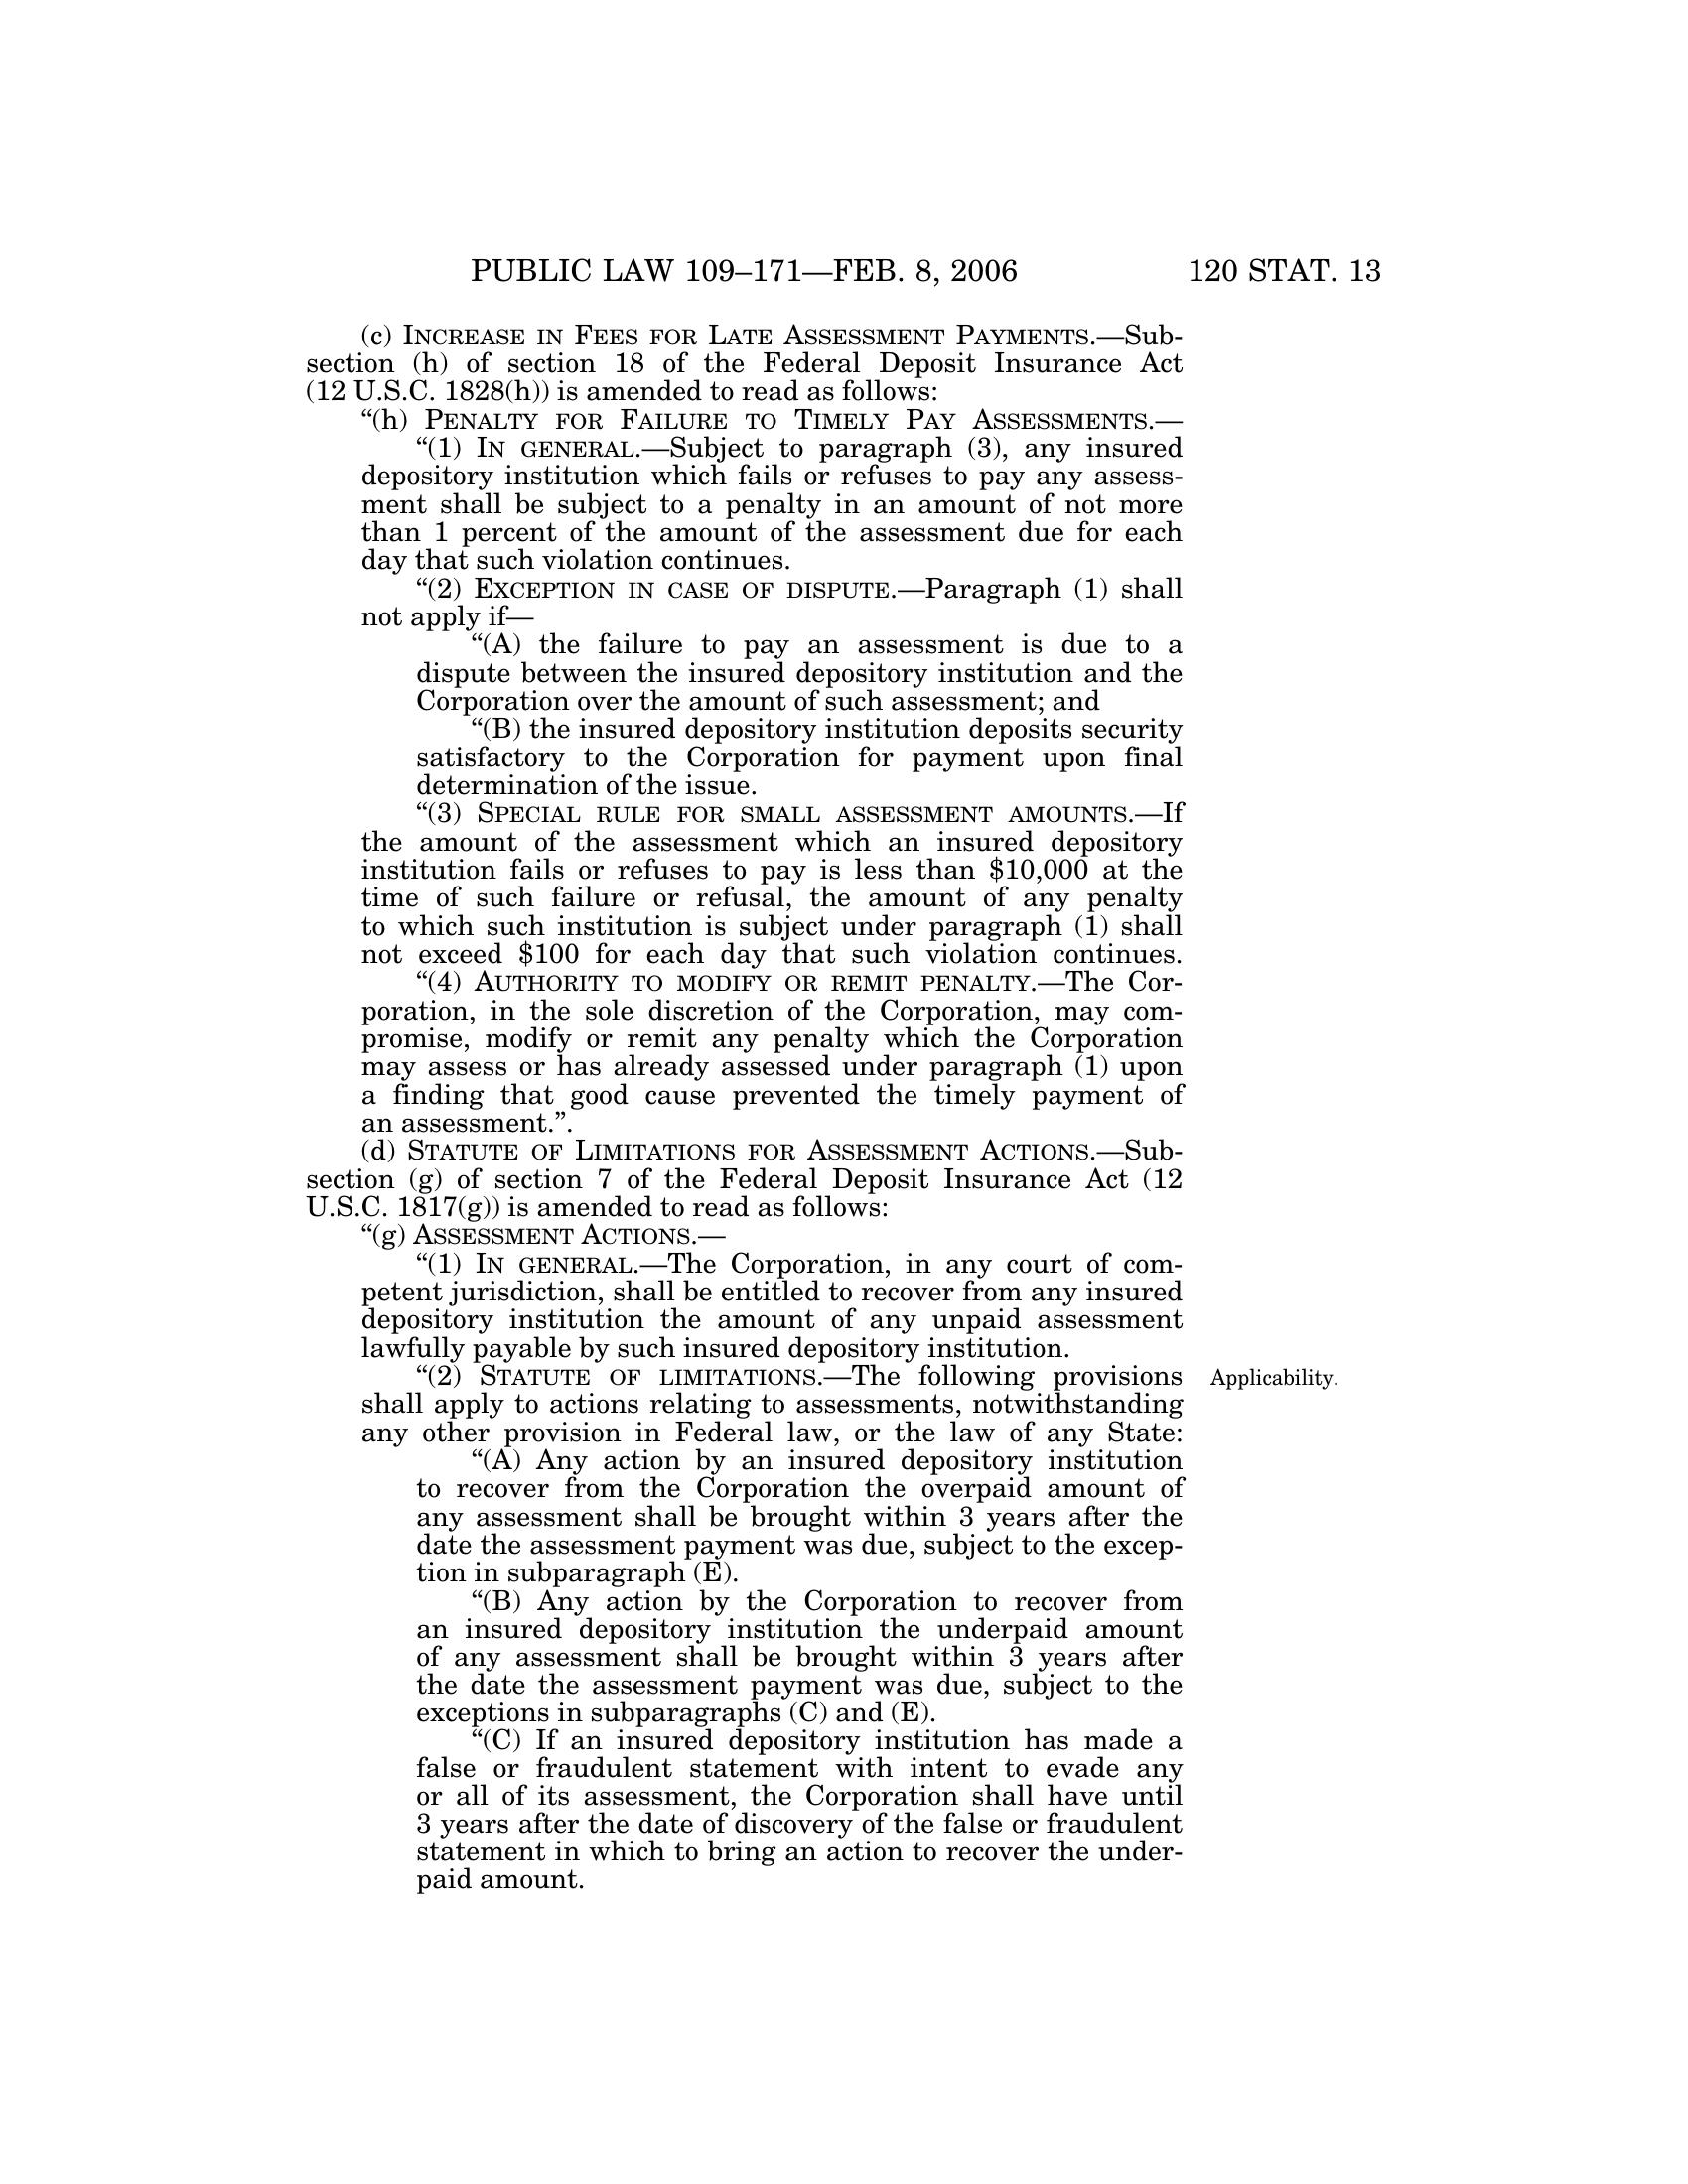 PUBLIC LAW 109–171—FEB. 8, 2006 120 STAT. 13
(c) INCREASE IN FEES FOR LATE ASSESSMENT PAYMENTS.—Sub-
section (h) of section 18 of the Federal Deposit Insurance Act
(12 U.S.C. 1828(h)) is amended to read as follows:
“(h) PENALTY FOR FAILURE TO TIMELY PAY ASSESSMENTS.—
“(1) IN GENERAL.—Subject to paragraph (3), any insured
depository institution which fails or refuses to pay any assess-
ment shall be subject to a penalty in an amount of not more
than 1 percent of the amount of the assessment due for each
day that such violation continues.
“(2) EXCEPTION IN CASE OF DISPUTE.—Paragraph (1) shall
not apply if—
“(A) the failure to pay an assessment is due to a
dispute between the insured depository institution and the
Corporation over the amount of such assessment; and
“(B) the insured depository institution deposits security
satisfactory to the Corporation for payment upon final
determination of the issue.
“(3) SPECIAL RULE FOR SMALL ASSESSMENT AMOUNTS.—If
the amount of the assessment which an insured depository
institution fails or refuses to pay is less than $10,000 at the
time of such failure or refusal, the amount of any penalty
to which such institution is subject under paragraph (1) shall
not exceed $100 for each day that such violation continues.
“(4) AUTHORITY TO MODIFY OR REMIT PENALTY.—The Cor-
poration, in the sole discretion of the Corporation, may com-
promise, modify or remit any penalty which the Corporation
may assess or has already assessed under paragraph (1) upon
a finding that good cause prevented the timely payment of
an assessment.”.
(d) STATUTE OF LIMITATIONS FOR ASSESSMENT ACTIONS.—Sub-
section (g) of section 7 of the Federal Deposit Insurance Act (12
U.S.C. 1817(g)) is amended to read as follows:
“(g) ASSESSMENT ACTIONS.—
“(1) IN GENERAL.—The Corporation, in any court of com-
petent jurisdiction, shall be entitled to recover from any insured
depository institution the amount of any unpaid assessment
lawfully payable by such insured depository institution.
“(2) STATUTE OF LIMITATIONS.—The following provisions Applicability.
shall apply to actions relating to assessments, notwithstanding
any other provision in Federal law, or the law of any State:
“(A) Any action by an insured depository institution
to recover from the Corporation the overpaid amount of
any assessment shall be brought within 3 years after the
date the assessment payment was due, subject to the excep-
tion in subparagraph (E).
“(B) Any action by the Corporation to recover from
an insured depository institution the underpaid amount
of any assessment shall be brought within 3 years after
the date the assessment payment was due, subject to the
exceptions in subparagraphs (C) and (E).
“(C) If an insured depository institution has made a
false or fraudulent statement with intent to evade any
or all of its assessment, the Corporation shall have until
3 years after the date of discovery of the false or fraudulent
statement in which to bring an action to recover the under-
paid amount.